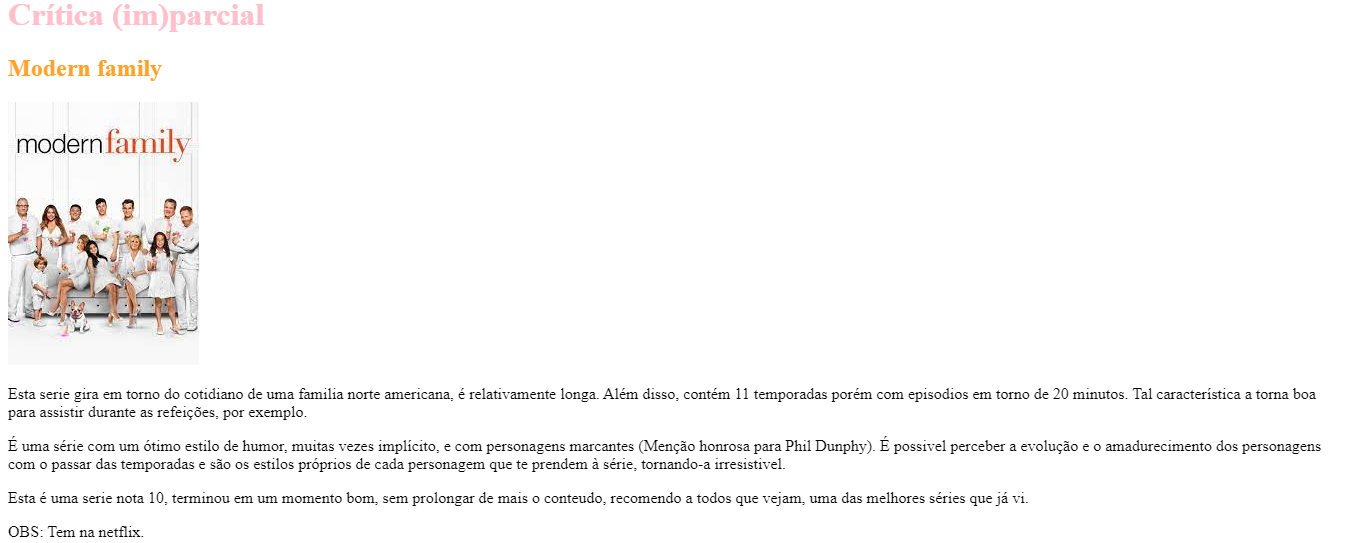 Crítica (im)parcial
Modern family
modernfamily
Esta serie gira em torno do cotidiano de uma familia norte americana, é relativamente longa. Além disso, contém 11 temporadas porém com episodios em torno de 20 minutos. Tal característica a torna boa
para assistir durante as refeições, por exemplo.
É uma série com um ótimo estilo de humor, muitas vezes implícito, e com personagens marcantes (Menção honrosa para Phil Dunphy). É possivel perceber a evolução e o amadurecimento dos personagens
com o passar das temporadas e são os estilos próprios de cada personagem que te prendem à série, tornando-a irresistivel.
Esta é uma serie nota 10, terminou em um momento bom, sem prolongar de mais o conteudo, recomendo a todos que vejam, uma das melhores séries que já vi.
OBS: Tem na netflix.